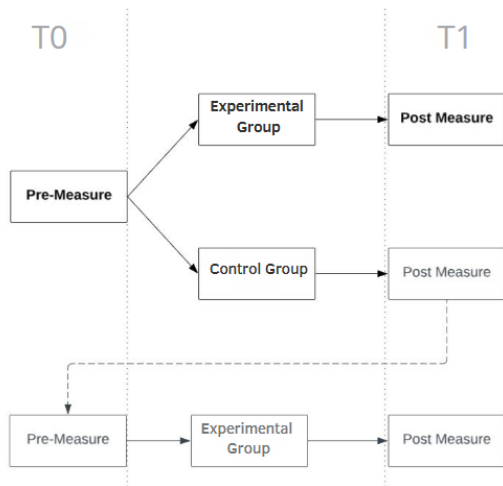 T0
T1
Experimental
Group
Post Measure
Pre-Measure
Control Group
Post Measure
Pre-Measure
Experimental
Group
Post Measure